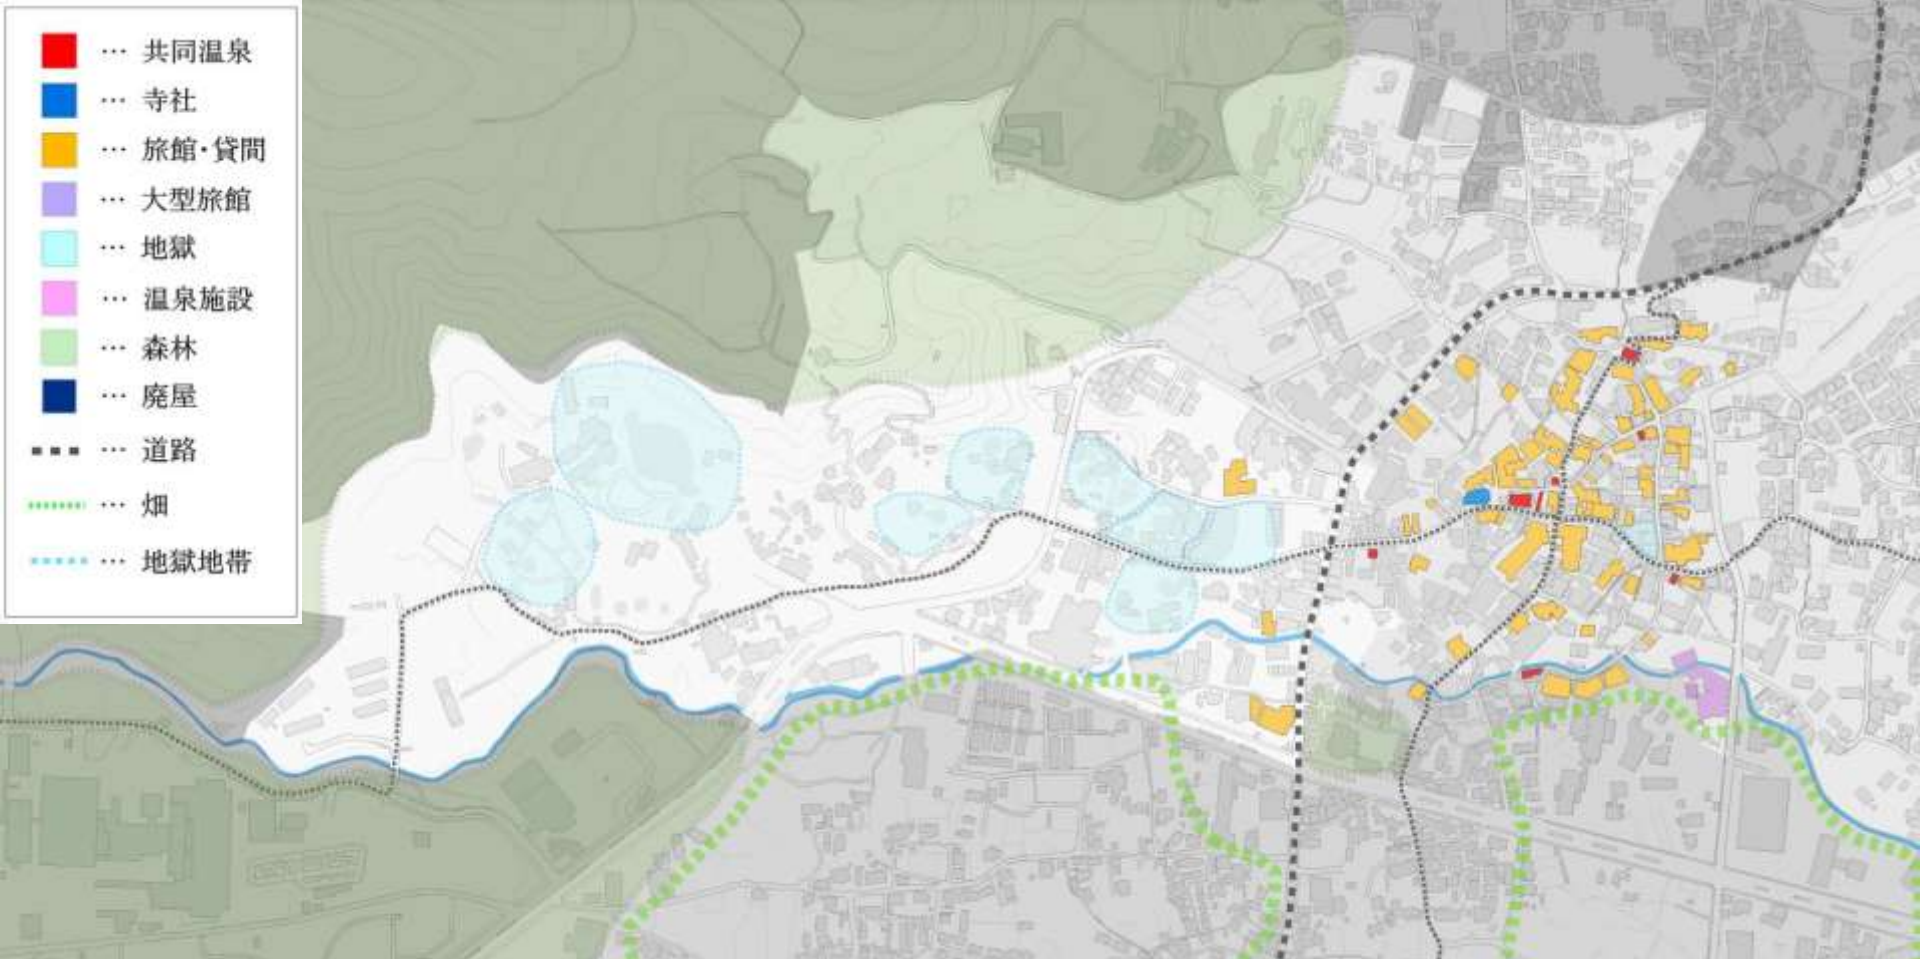 … 共同温泉
… 寺社
… 旅館・貸間
… 大型旅館
… 地獄
… 温泉施設
… 森林
… 廃屋
… 道路
… 畑
… 地獄地帯